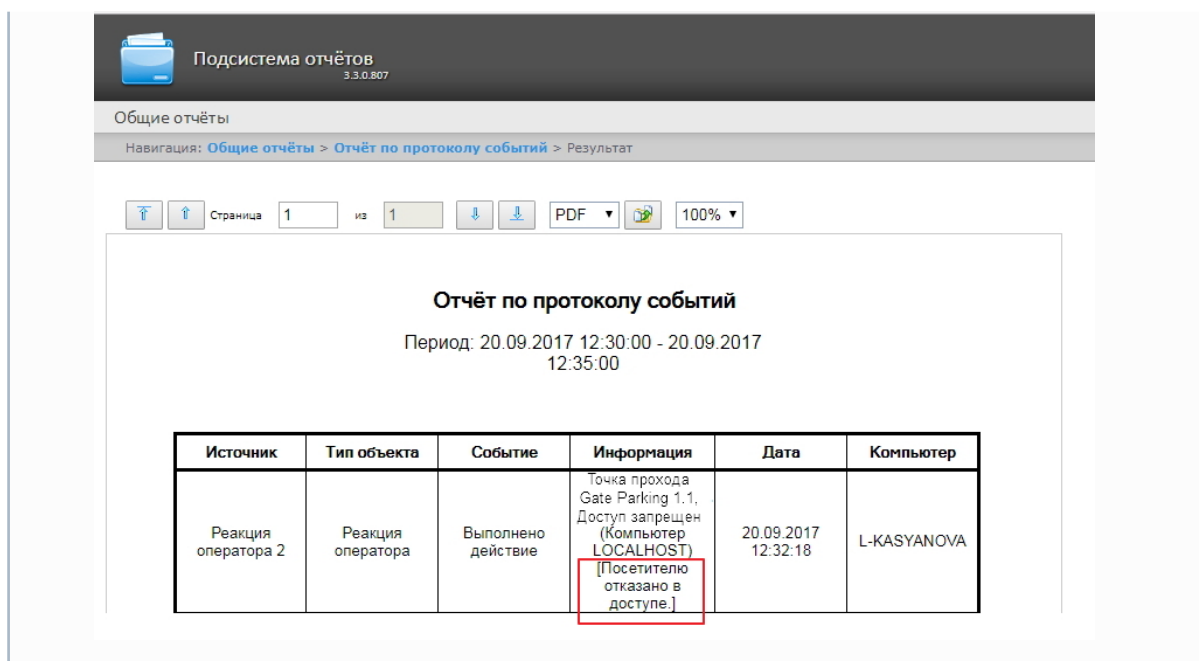 Подсистема отчётов
3.3.0.807
Общие отчёты
Навигация: Общие отчёты > Отчёт по протоколу событий > Результат
Страница 1 из 1 PDF 100%
Отчёт по протоколу событий
Период: 20.09.2017 12:30:00 - 20.09.2017
12:35:00
Источник Тип объекта Событие Информация Дата Компьютер
Реакция
оператора 2
Реакция
оператора
Выполнено
действие
Точка прохода
Gate Parking 1.1,
Доступ запрещен
(Компьютер
LOCALHOST)
[Посетителю
отказано в
доступе.]
20.09.2017
12:32:18
L-KASYANOVA